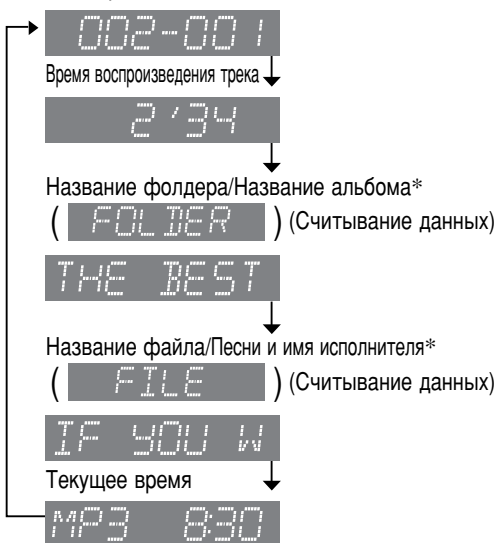 002-001
Время воспроизведения трека
2'34
Название фолдера/Название альбома*
( FOLDER ) (Считывание данных)
THE BEST
Название файла/Песни и имя исполнителя*
( FILE ) (Считывание данных)
IF YOU W
Текущее время
MP3 8:30